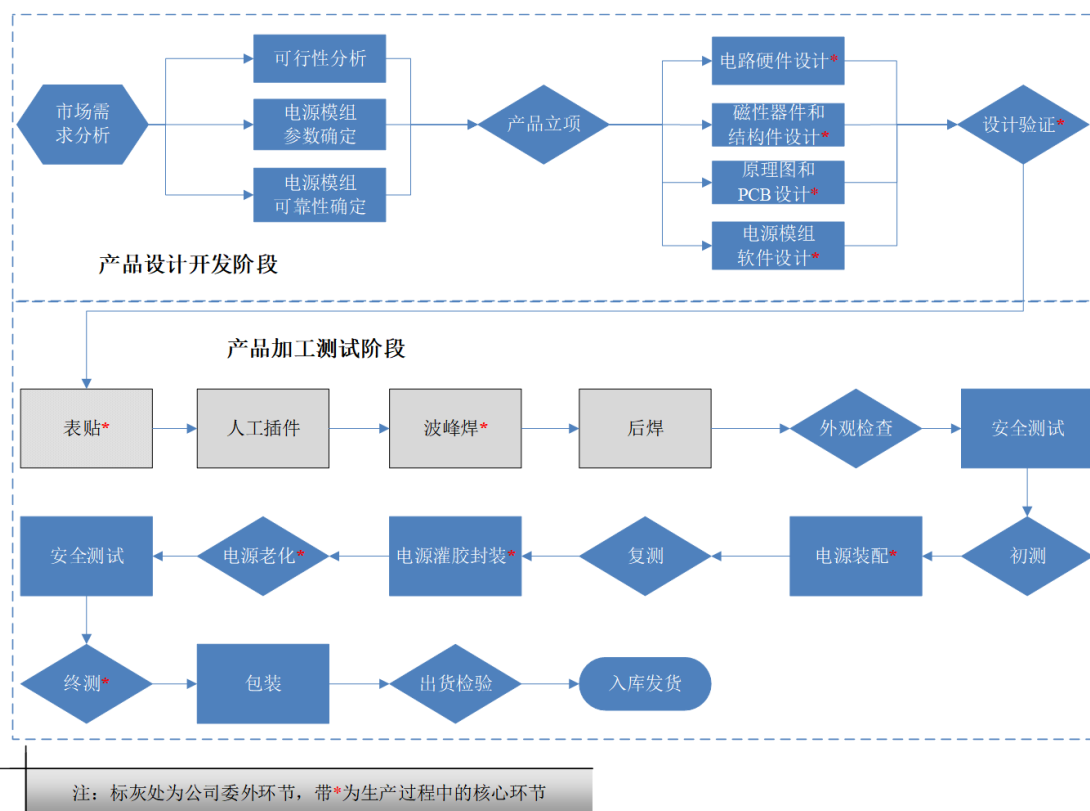 市场需
求分析
可行性分析
电源模组
参数确定
电源模组
可靠性确定
产品立项
电路硬件设计*
磁性器件和
结构件设计*
原理图和
PCB设计*
电源模组
软件设计*
设计验证*
产品设计开发阶段
产品加工测试阶段
表贴*
人工插件
波峰焊*
后焊
外观检查
安全测试
初测
电源装配*
复测
电源灌胶封装*
电源老化*
安全测试
终测*
包装
出货检验
入库发货
注：标灰处为公司委外环节，带*为生产过程中的核心环节